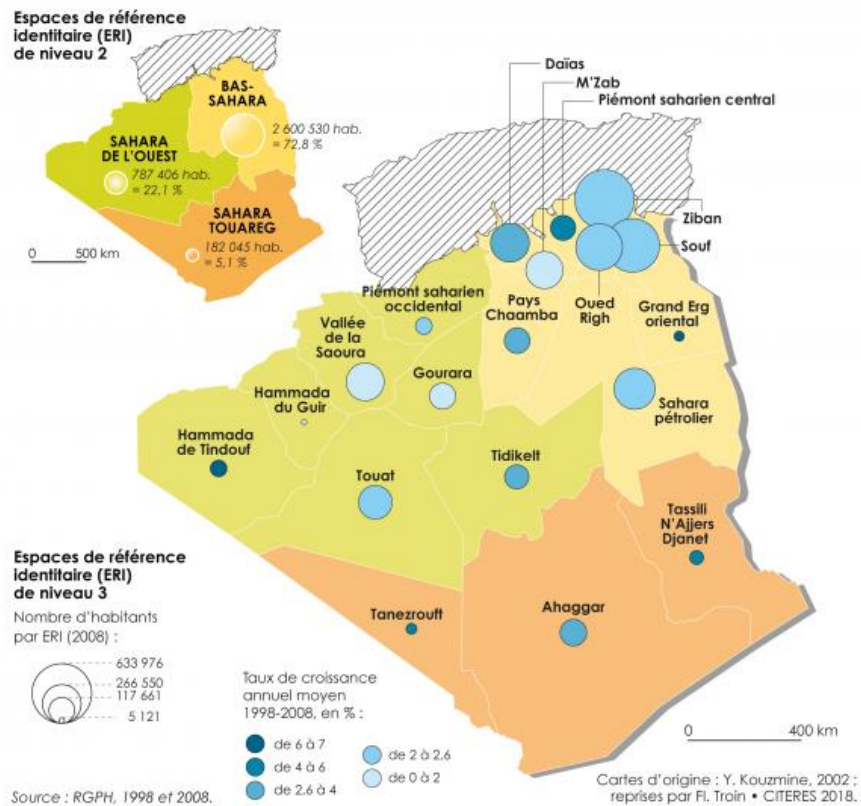 Espaces de référence
identitaire (ERI)
de niveau 2
BAS-
SAHARA
2 600 530 hab.
= 72,8 %
SAHARA
DE L'OUEST
787 406 hab.
= 22,1 %
SAHARA
TOUAREG
182 045 hab.
= 5,1 %
0 500 km
Daïas
M'Zab
Piémont saharien central
Ziban
Souf
Piémont saharien
occidental
Pays
Chaamba
Oued
Righ
Grand Erg
oriental
Vallée
de la
Saoura
Gourara
Hammada
du Guir
Sahara
pétrolier
Hammada
de Tindouf
Touat
Tidikelt
Tassili
N'Ajjers
Djanet
Tanezrouft
Ahaggar
Espaces de référence
identitaire (ERI)
de niveau 3
Nombre d'habitants
par ERI (2008) :
633 976
266 550
117 661
5 121
Taux de croissance
annuel moyen
1998-2008, en % :
de 6 à 7
de 4 à 6
de 2.6 à 4
de 2 à 2.6
de 0 à 2
0 400 km
Source : RGPH, 1998 et 2008.
Cartes d'origine : Y. Kouzmine, 2002 ;
reprises par Fl. Troin • CITERES 2018.